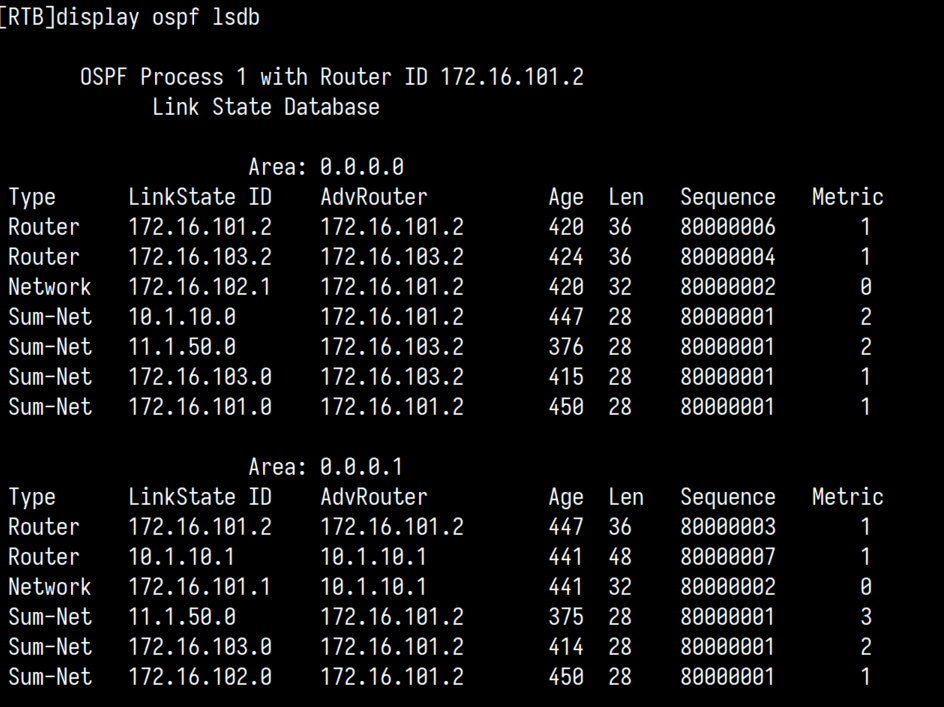 [RTB]display ospf lsdb
OSPF Process 1 with Router ID 172.16.101.2
Link State Database
Area: 0.0.0.0
Type LinkState ID AdvRouter Age Len Sequence Metric
Router 172.16.101.2 172.16.101.2 420 36 80000006 1
Router 172.16.103.2 172.16.103.2 424 36 80000004 1
Network 172.16.102.1 172.16.101.2 420 32 80000002 0
Sum-Net 10.1.10.0 172.16.101.2 447 28 80000001 2
Sum-Net 11.1.50.0 172.16.103.2 376 28 80000001 2
Sum-Net 172.16.103.0 172.16.103.2 415 28 80000001 1
Sum-Net 172.16.101.0 172.16.101.2 450 28 80000001 1
Area: 0.0.0.1
Type LinkState ID AdvRouter Age Len Sequence Metric
Router 172.16.101.2 172.16.101.2 447 36 80000003 1
Router 10.1.10.1 10.1.10.1 441 48 80000007 1
Network 172.16.101.1 10.1.10.1 441 32 80000002 0
Sum-Net 11.1.50.0 172.16.101.2 375 28 80000001 3
Sum-Net 172.16.103.0 172.16.101.2 414 28 80000001 2
Sum-Net 172.16.102.0 172.16.101.2 450 28 80000001 1